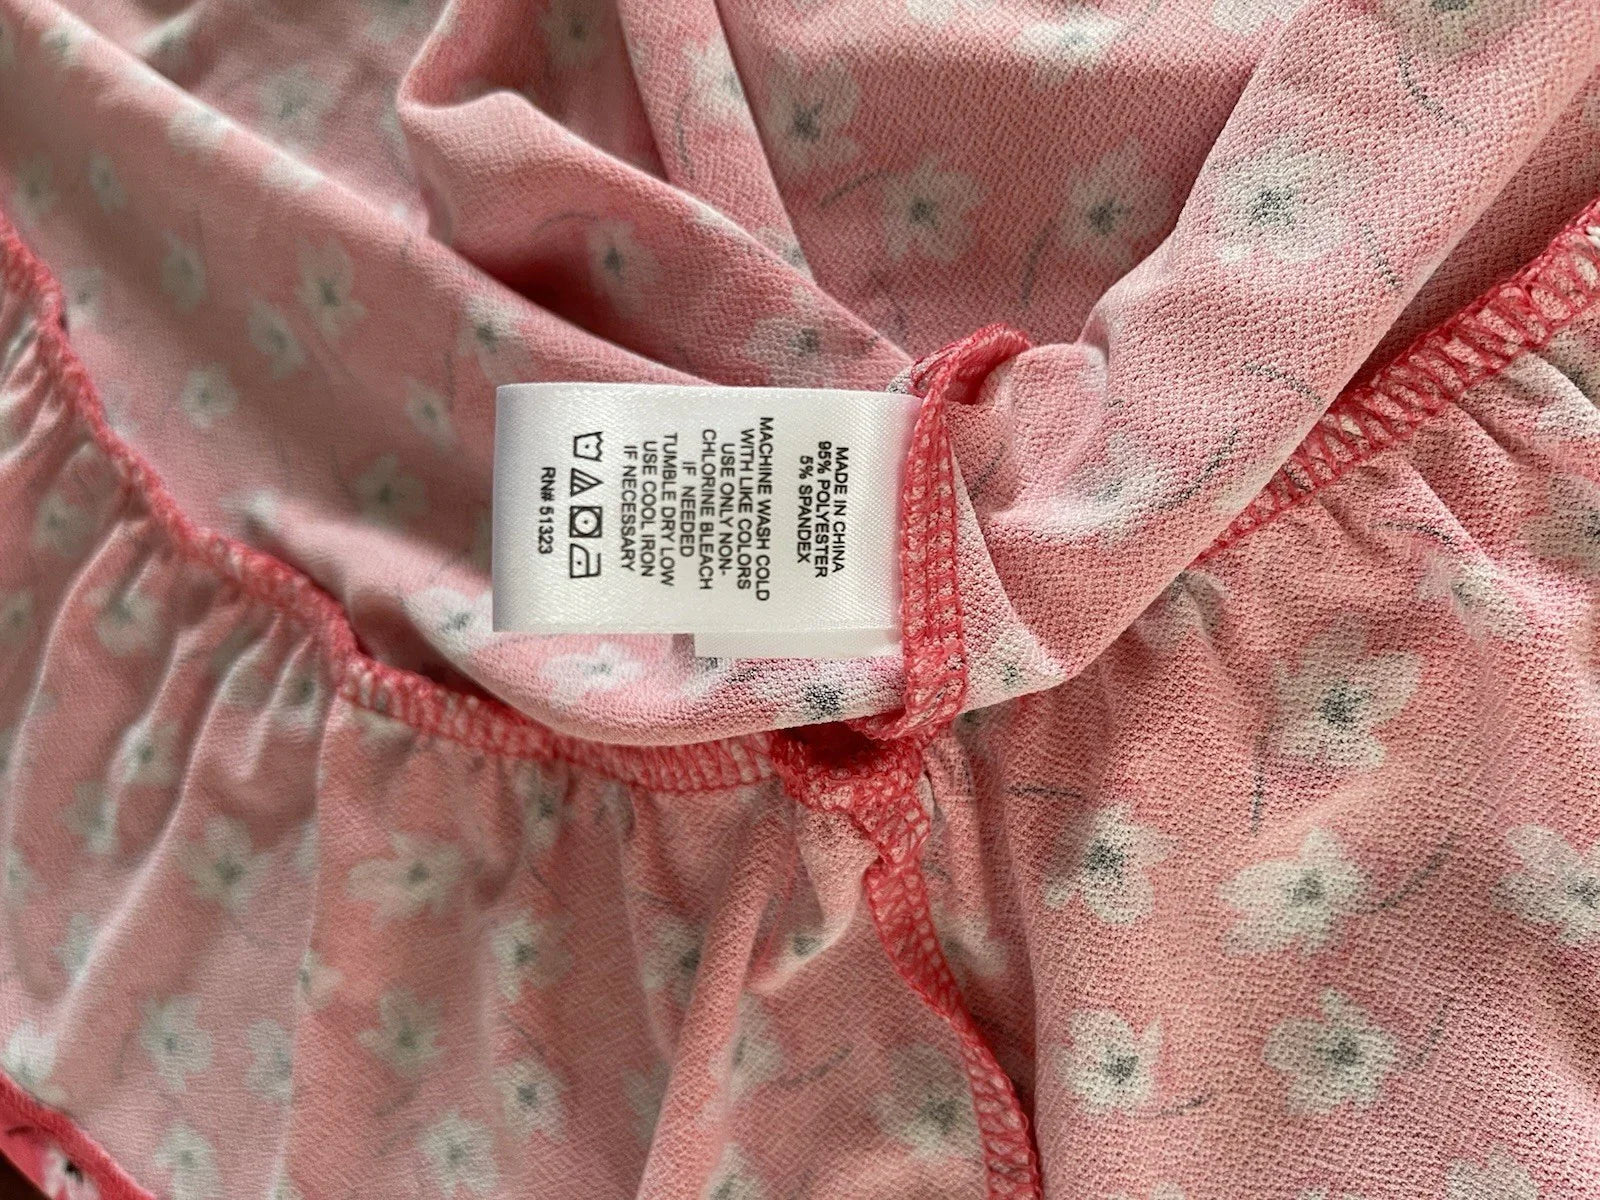 MADE IN CHINA
95% POLYESTER
5% SPANDEX
MACHINE WASH COLD
WITH LIKE COLORS
USE ONLY NON-
CHLORINE BLEACH
IF NEEDED
TUMBLE DRY LOW
USE COOL IRON
IF NECESSARY
RN# 51323